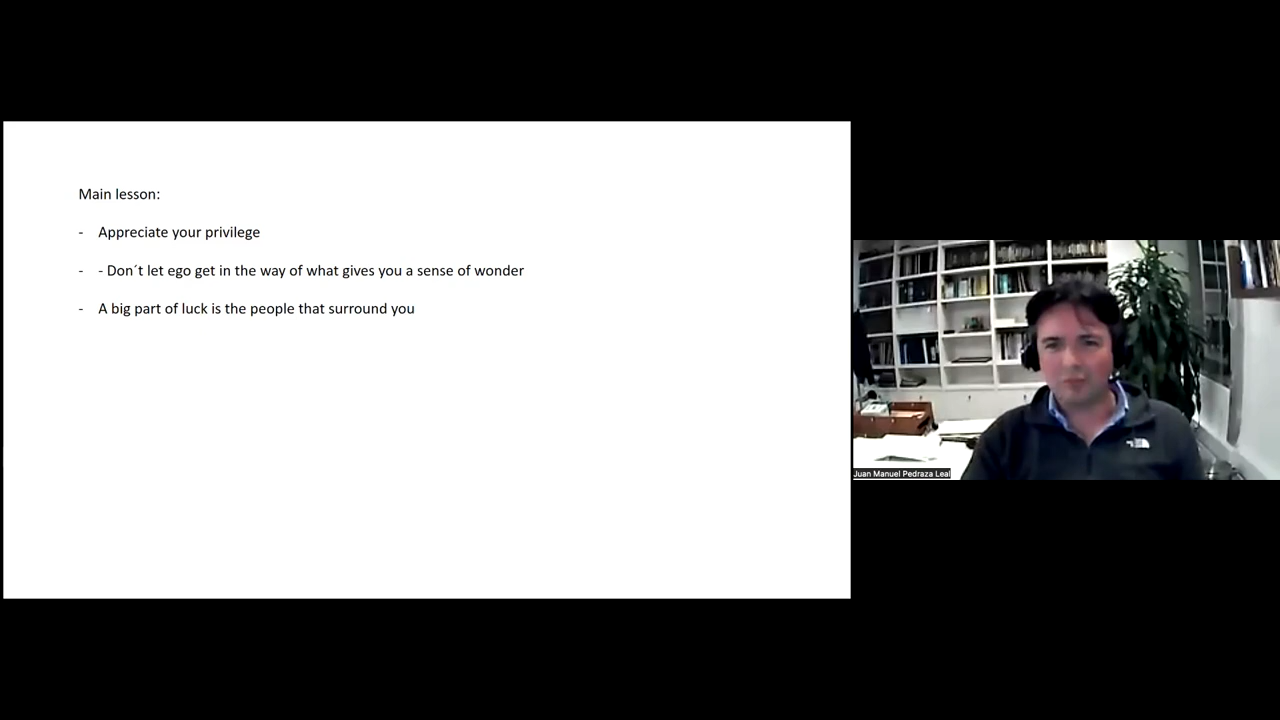 Main lesson:
- Appreciate your privilege
- - Don´t let ego get in the way of what gives you a sense of wonder
- A big part of luck is the people that surround you
Juan Manuel Pedraza Leal